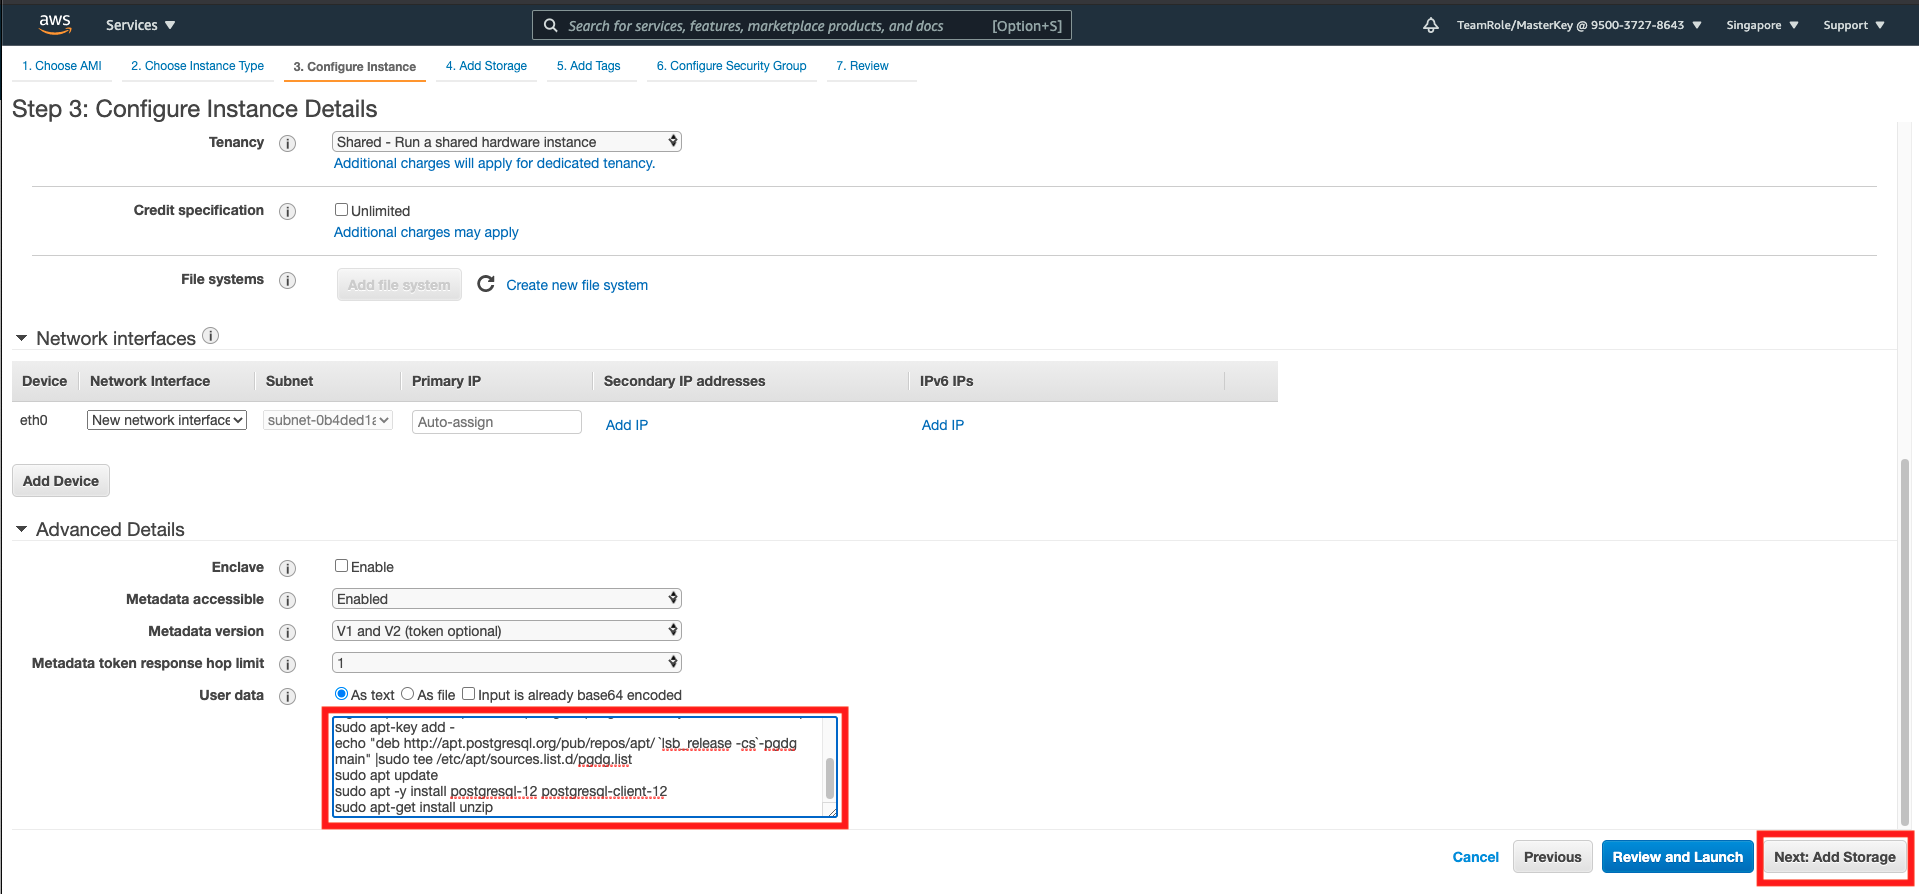 aws
Services
Search for services, features, marketplace products, and docs [Option+S]
TeamRole/MasterKey @ 9500-3727-8643
Singapore
Support
1. Choose AMI
2. Choose Instance Type
3. Configure Instance
4. Add Storage
5. Add Tags
6. Configure Security Group
7. Review
Step 3: Configure Instance Details
Tenancy
Shared - Run a shared hardware instance
Additional charges will apply for dedicated tenancy.
Credit specification
Unlimited
Additional charges may apply
File systems
Add file system
Create new file system
Network interfaces
Device Network Interface Subnet Primary IP Secondary IP addresses IPv6 IPs
eth0 New network interface Auto-assign Add IP Add IP
Add Device
Advanced Details
Enclave
Enable
Metadata accessible
Enabled
Metadata version
V1 and V2 (token optional)
Metadata token response hop limit
1
User data
As text As file Input is already base64 encoded
sudo apt-key add -
echo "deb http://apt.postgresql.org/pub/repos/apt/ `lsb_release -cs`-pgdg
main" |sudo tee /etc/apt/sources.list.d/pgdg.list
sudo apt update
sudo apt -y install postgresql-12 postgresql-client-12
sudo apt-get install unzip
Cancel
Previous
Review and Launch
Next: Add Storage